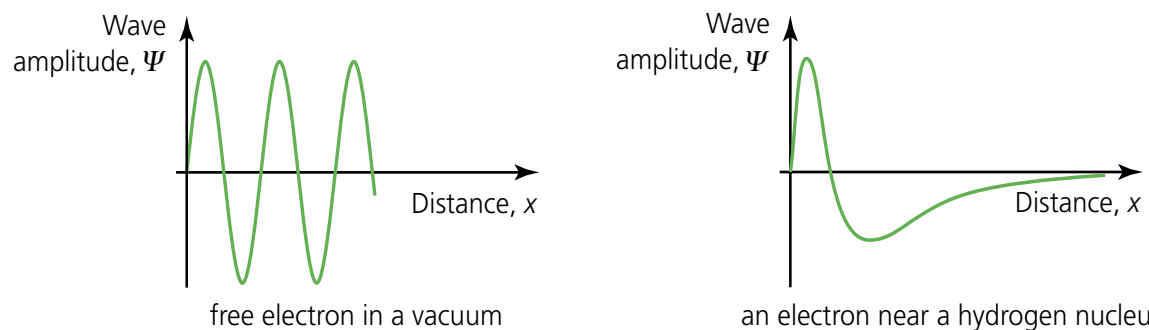 Wave
amplitude, Ψ
Distance, x
free electron in a vacuum
Wave
amplitude, Ψ
Distance, x
an electron near a hydrogen nucleu